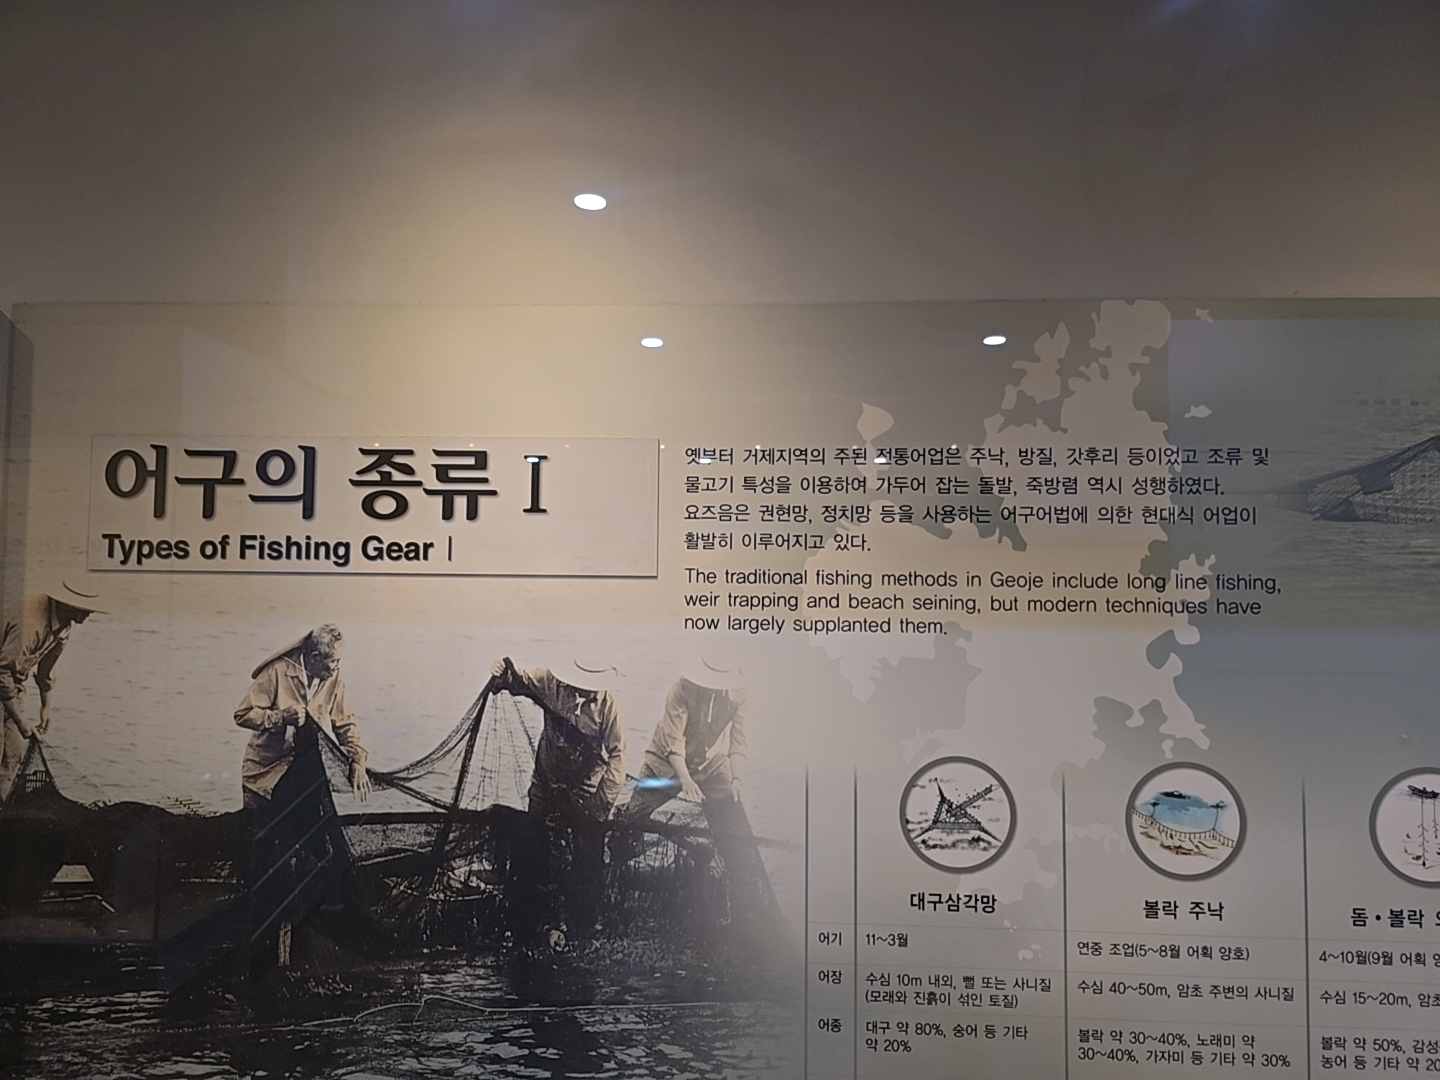 어구의 종류 I
Types of Fishing Gear I
옛부터 거제지역의 주된 전통어업은 주낙, 방질, 갓후리 등이었고 조류 및
물고기 특성을 이용하여 가두어 잡는 돌발, 죽방렴 역시 성행하였다.
요즈음은 권현망, 정치망 등을 사용하는 어구어법에 의한 현대식 어업이
활발히 이루어지고 있다.
The traditional fishing methods in Geoje include long line fishing,
weir trapping and beach seining, but modern techniques have
now largely supplanted them.
대구삼각망
볼락 주낙
돔•볼락
어기
11~3월
연중 조업(5~8월 어획 양호)
4~10월(9월 어획
어장
수심 10m 내외, 뻘 또는 사니질
(모래와 진흙이 섞인 토질)
수심 40~50m, 암초 주변의 사니질
수심 15~20m,
어종
대구 약 80%, 숭어 등 기타
약 20%
볼락 약 30~40%, 노래미 약
30~40%, 가자미 등 기타 약 30%
볼락 약 50%,
농어 등 기타 약